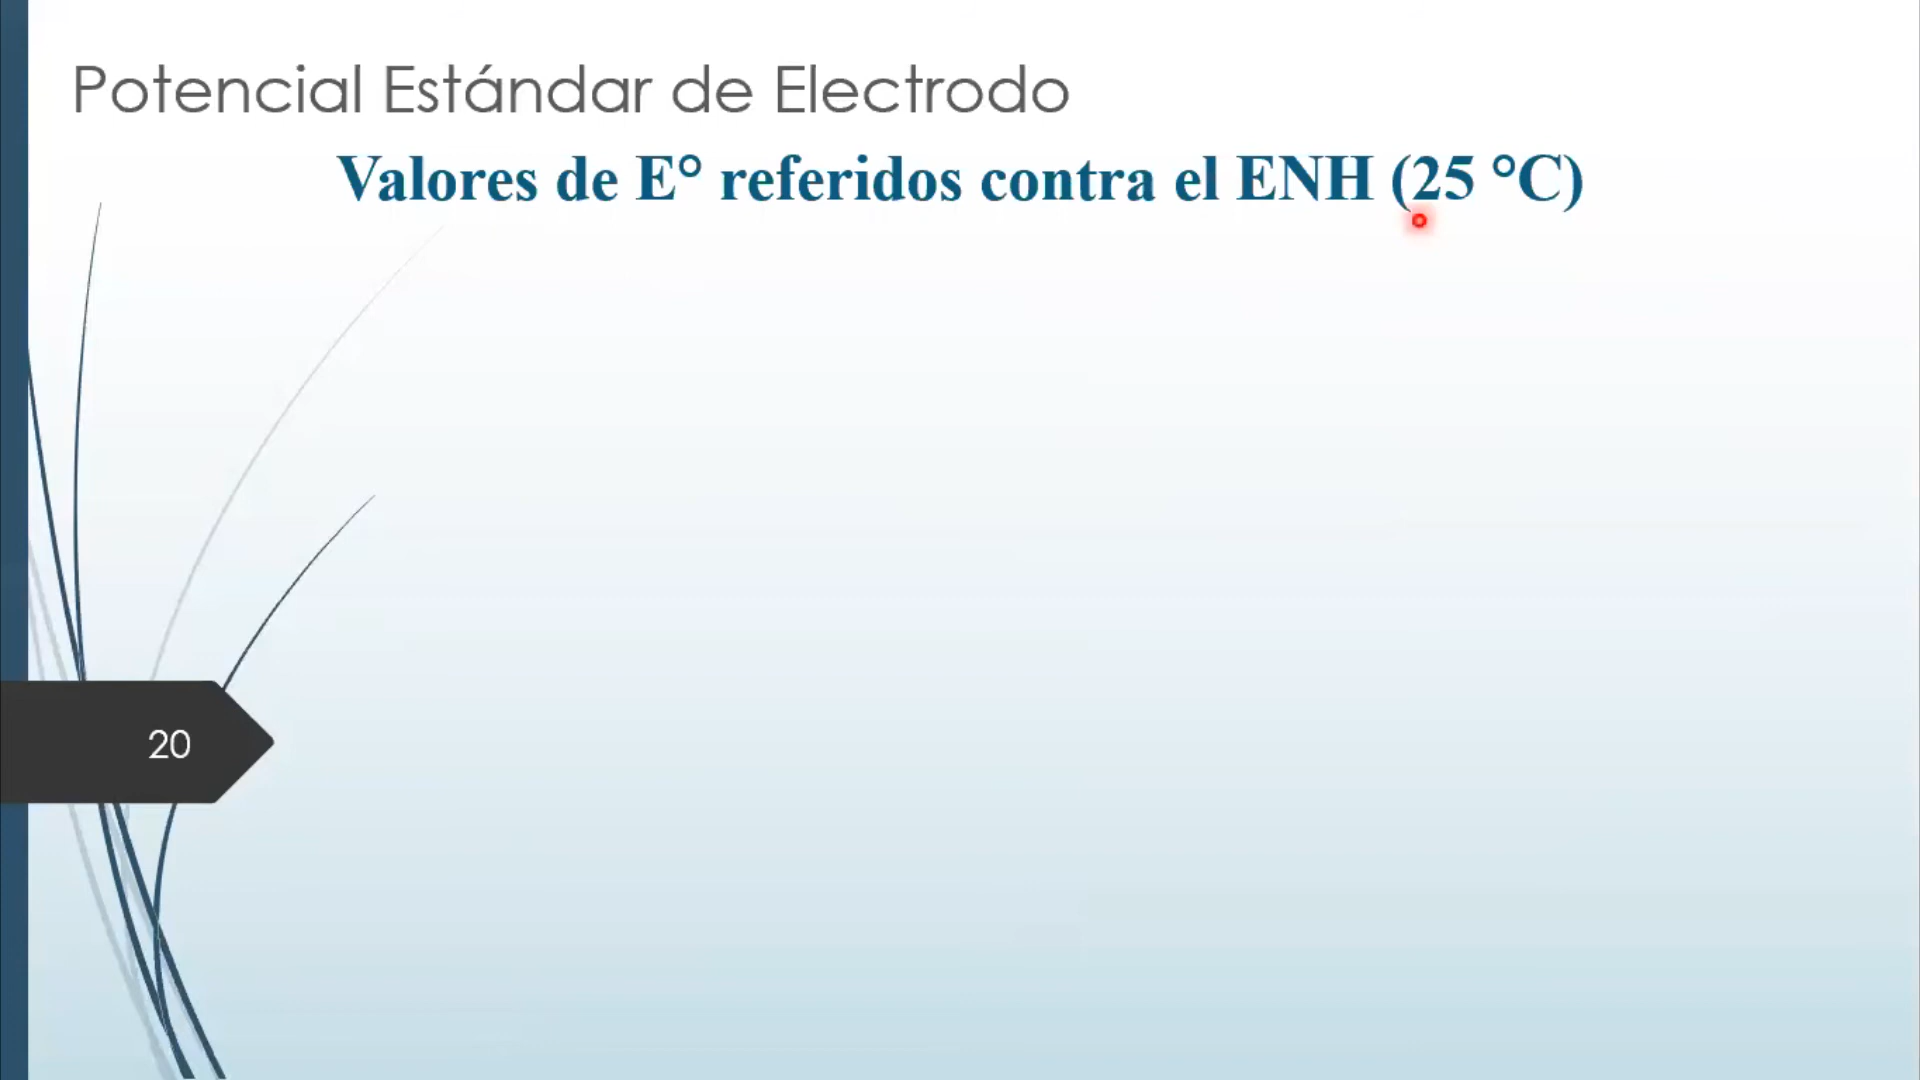 Potencial Estándar de Electrodo
Valores de E° referidos contra el ENH (25 °C)
20